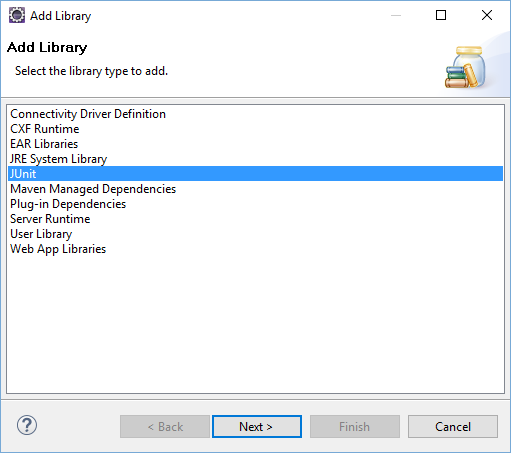 Add Library
Add Library
Select the library type to add.
Connectivity Driver Definition
CXF Runtime
EAR Libraries
JRE System Library
JUnit
Maven Managed Dependencies
Plug-in Dependencies
Server Runtime
User Library
Web App Libraries
?
< Back
Next >
Finish
Cancel